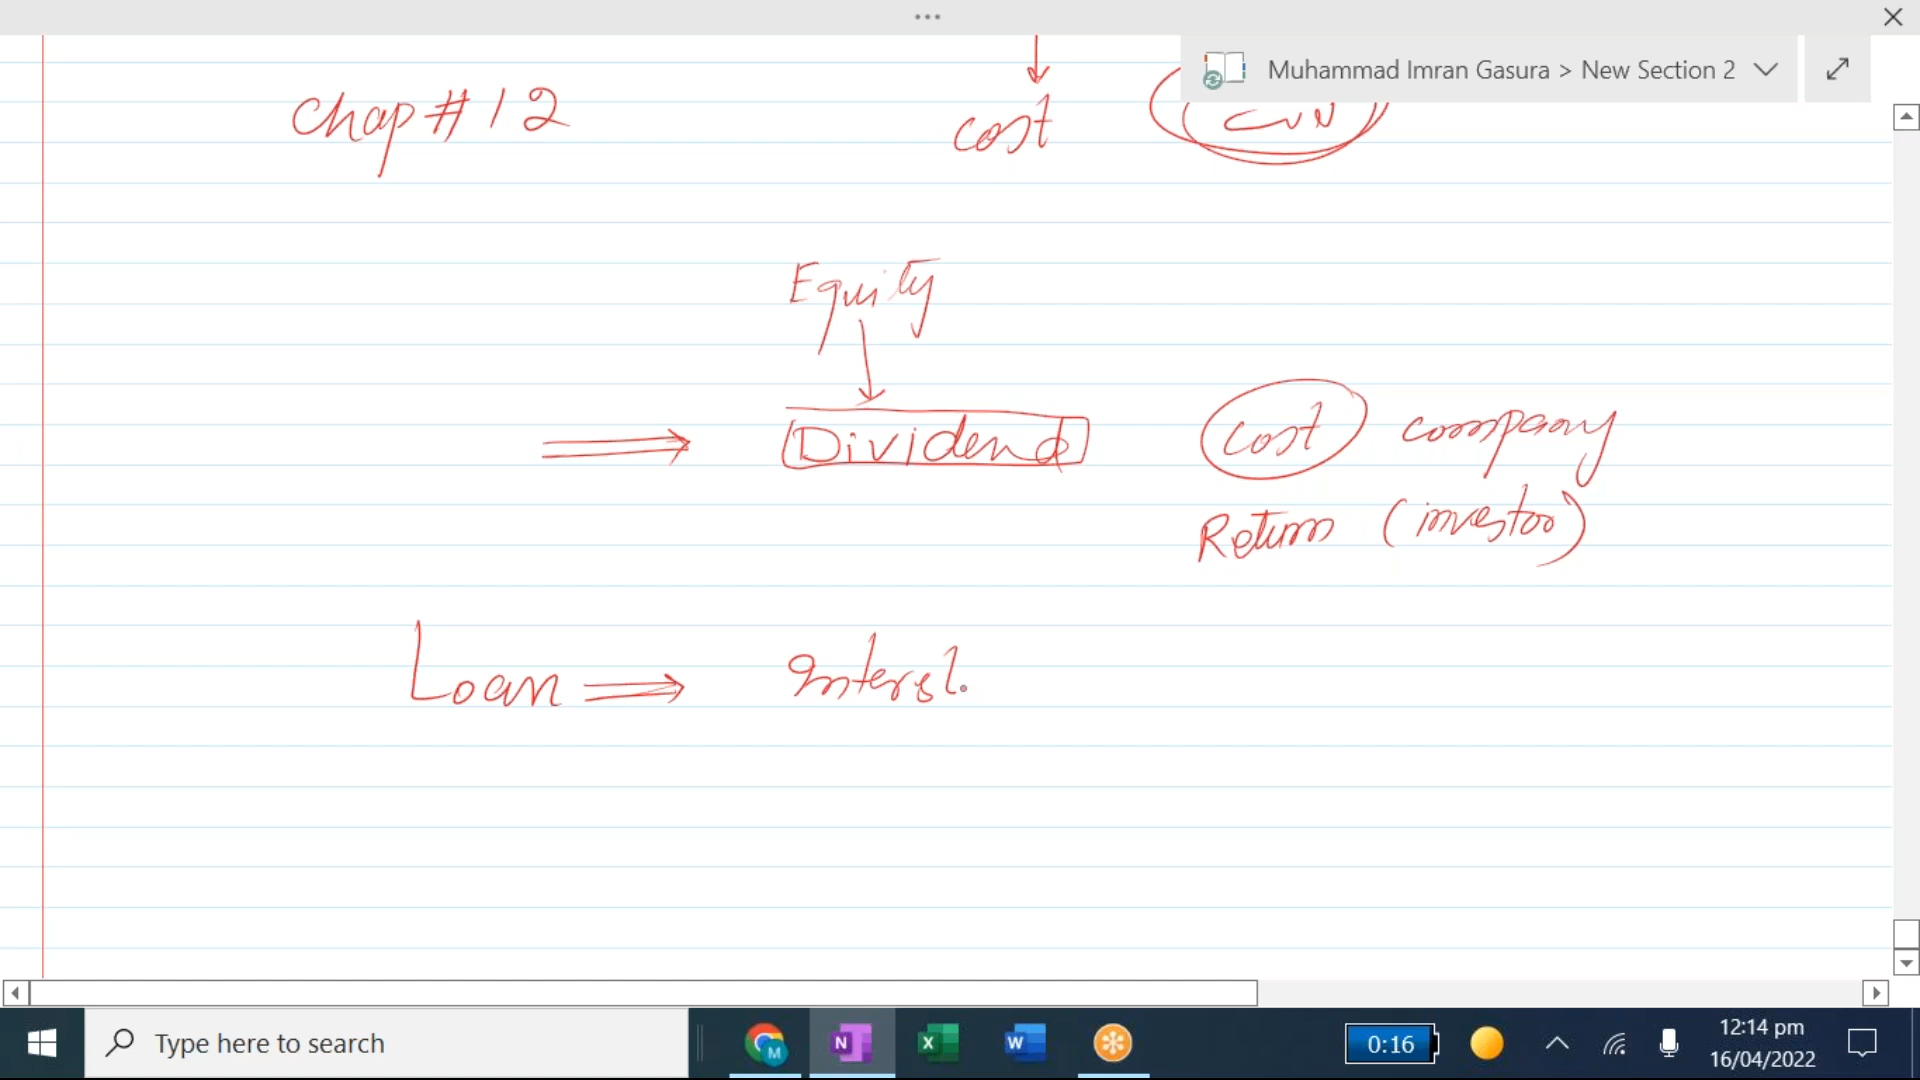 Muhammad Imran Gasura > New Section 2
Chap # 12
cost
Equity
Dividend
cost company
Return (investor)
Loan ⇒ Interst
Type here to search
0:16
12:14 pm
16/04/2022